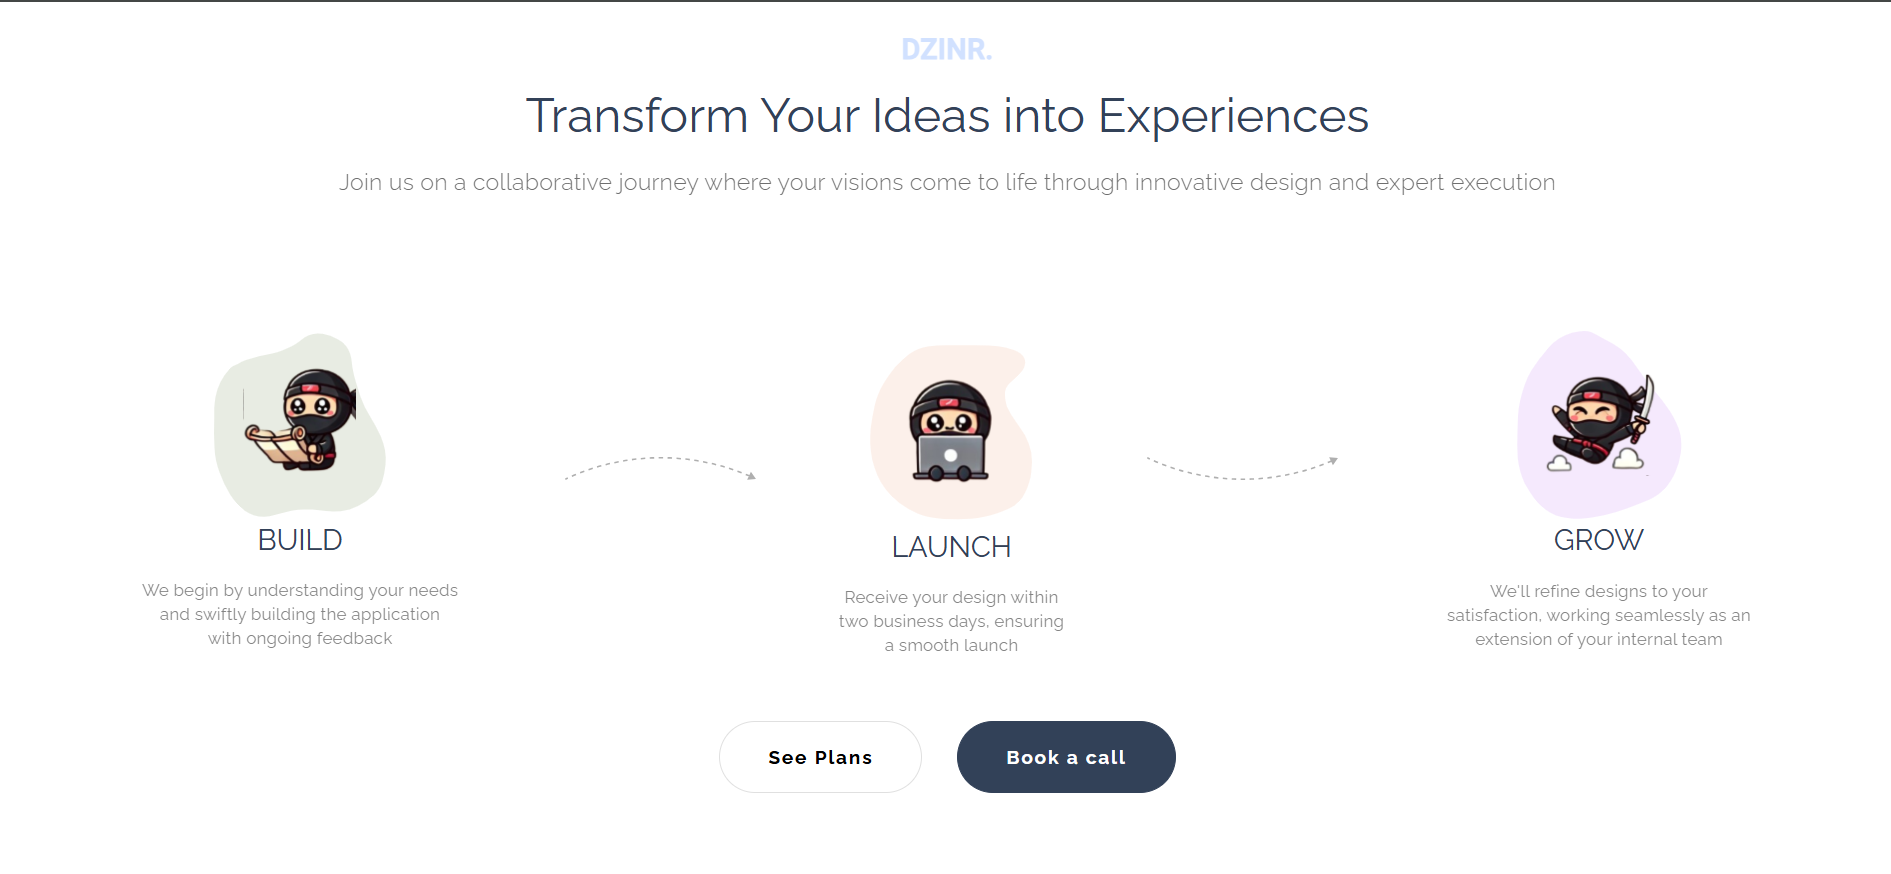 DZINR.
Transform Your Ideas into Experiences
Join us on a collaborative journey where your visions come to life through innovative design and expert execution
BUILD
We begin by understanding your needs
and swiftly building the application
with ongoing feedback
LAUNCH
Receive your design within
two business days, ensuring
a smooth launch
GROW
We'll refine designs to your
satisfaction, working seamlessly as an
extension of your internal team
See Plans
Book a call